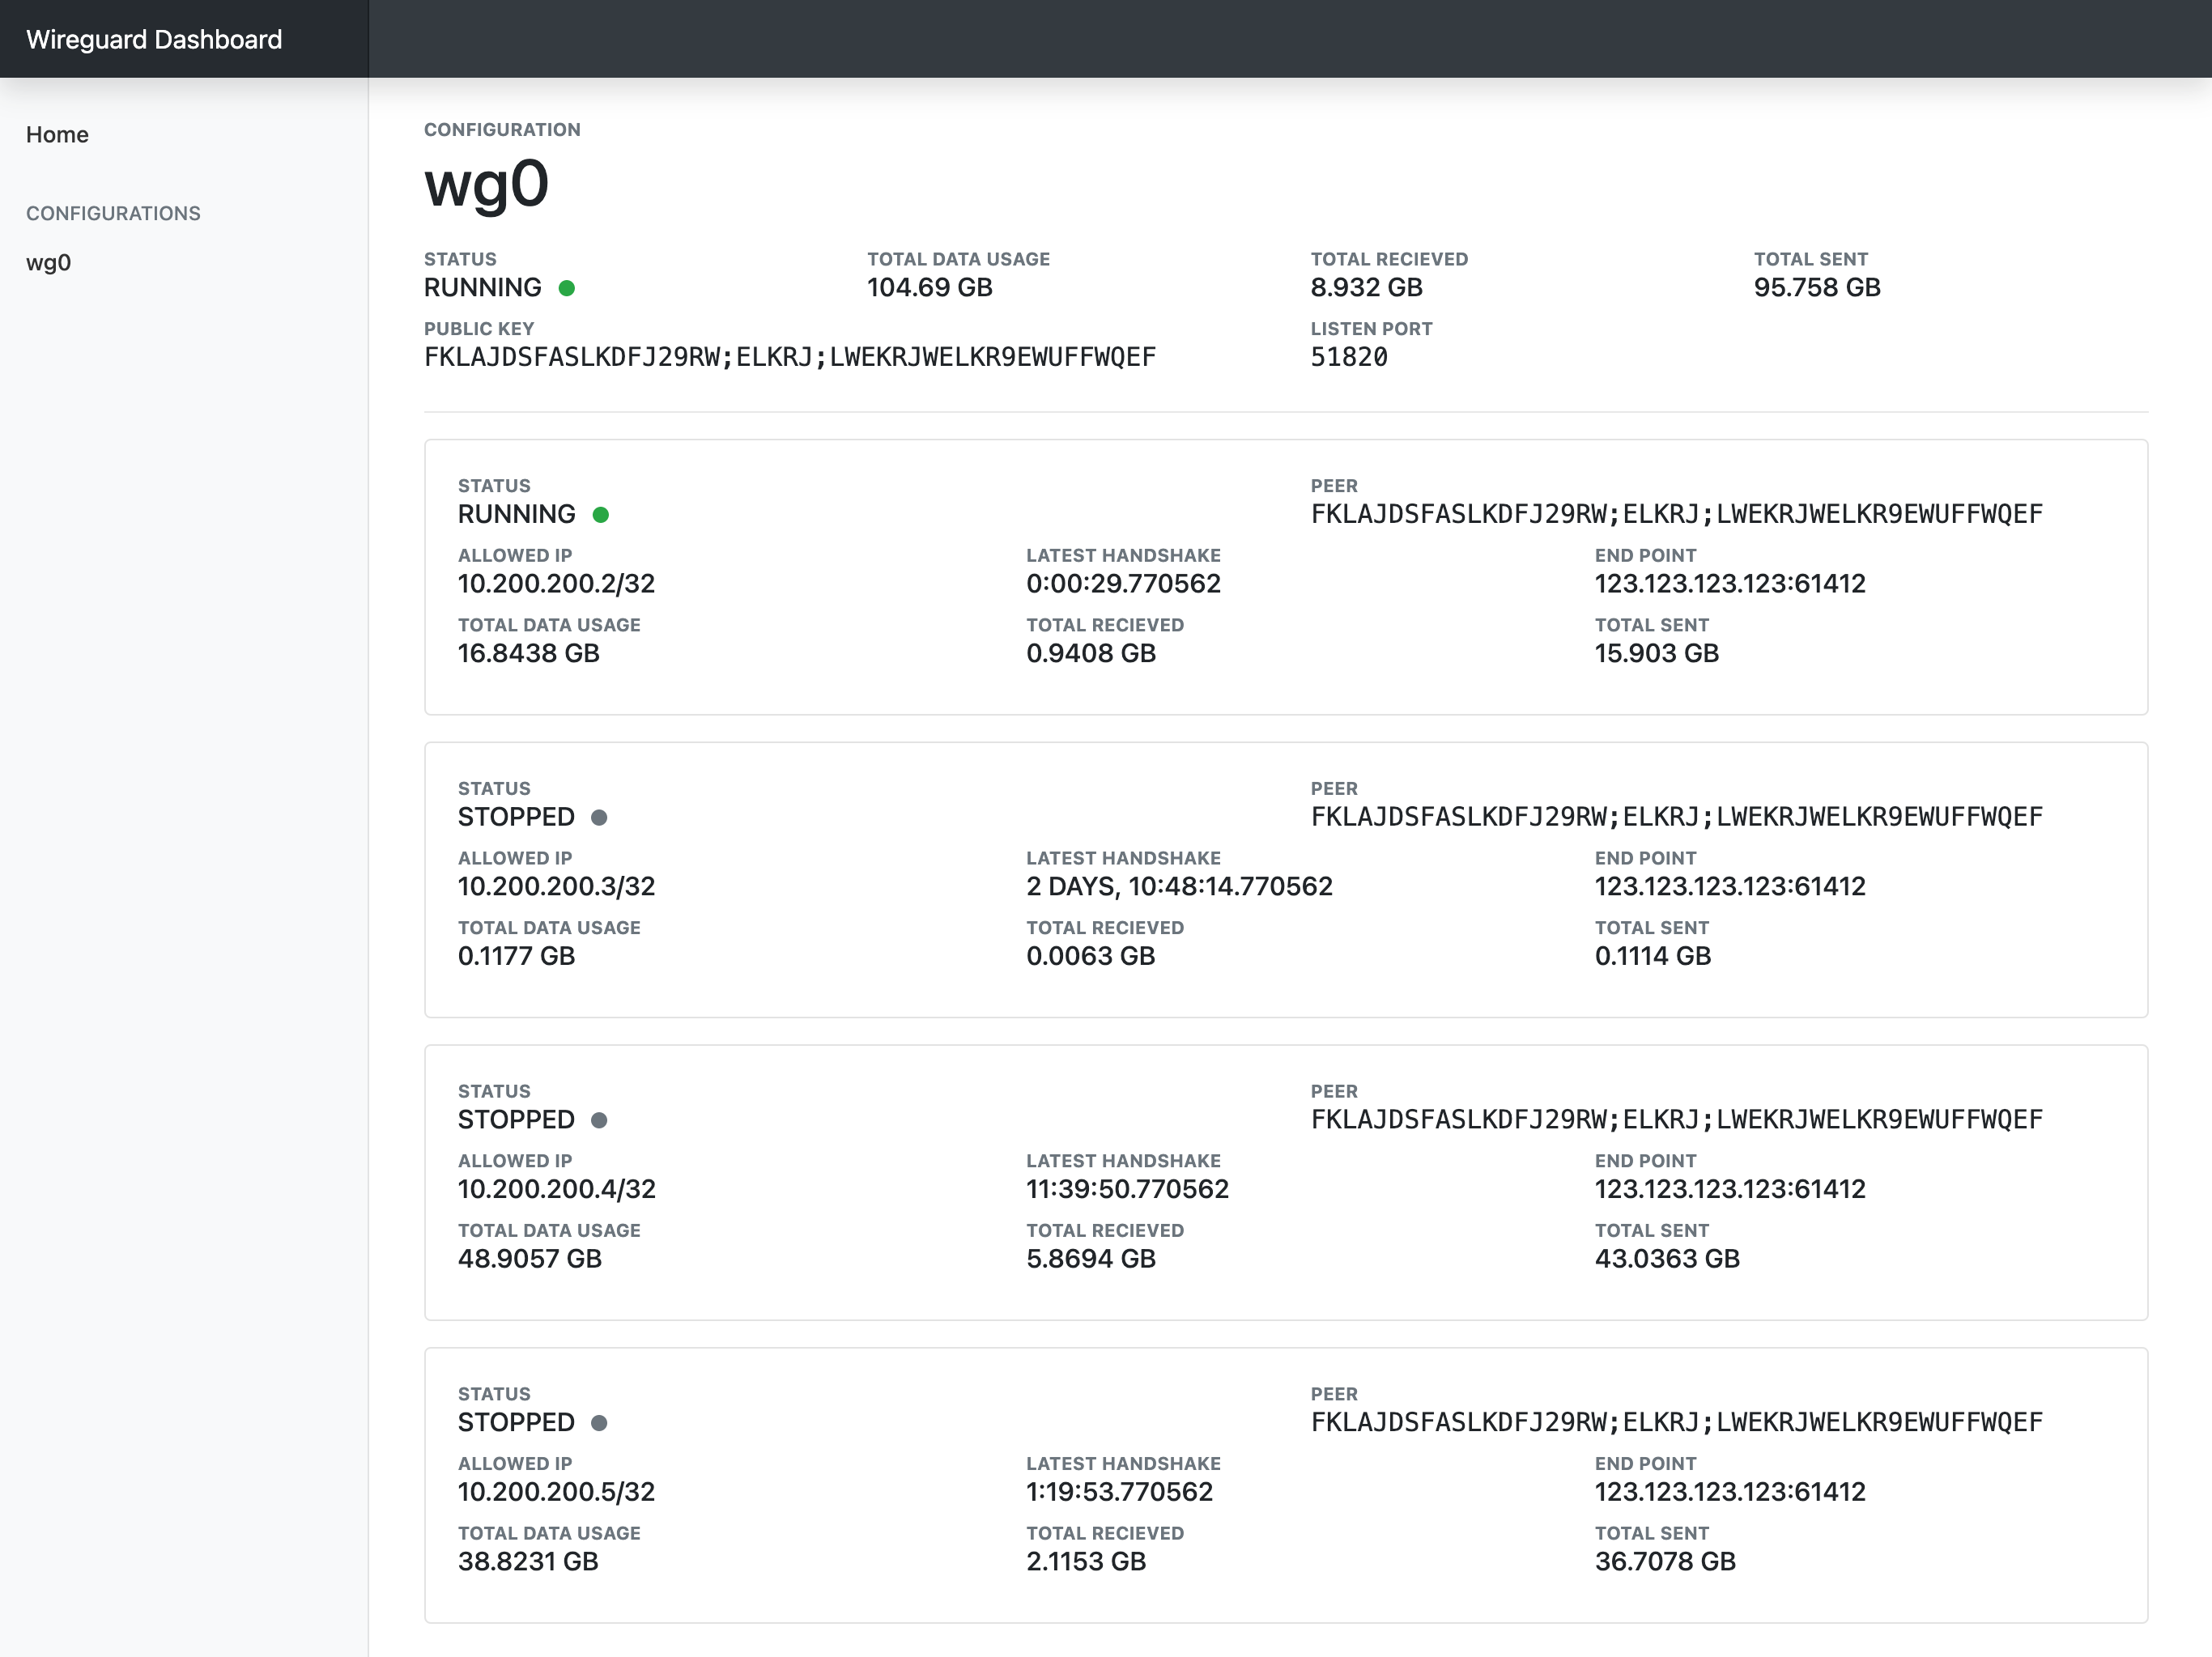 Wireguard Dashboard
Home
CONFIGURATIONS
wg0
CONFIGURATION
wg0
STATUS TOTAL DATA USAGE TOTAL RECIEVED TOTAL SENT
RUNNING 104.69 GB 8.932 GB 95.758 GB
PUBLIC KEY LISTEN PORT
FKLAJDSFASLKDFJ29RW;ELKRJ;LWEKRJWELKR9EWUFFWQEF 51820
STATUS PEER
RUNNING FKLAJDSFASLKDFJ29RW;ELKRJ;LWEKRJWELKR9EWUFFWQEF
ALLOWED IP LATEST HANDSHAKE END POINT
10.200.200.2/32 0:00:29.770562 123.123.123.123:61412
TOTAL DATA USAGE TOTAL RECIEVED TOTAL SENT
16.8438 GB 0.9408 GB 15.903 GB
STATUS PEER
STOPPED FKLAJDSFASLKDFJ29RW;ELKRJ;LWEKRJWELKR9EWUFFWQEF
ALLOWED IP LATEST HANDSHAKE END POINT
10.200.200.3/32 2 DAYS, 10:48:14.770562 123.123.123.123:61412
TOTAL DATA USAGE TOTAL RECIEVED TOTAL SENT
0.1177 GB 0.0063 GB 0.1114 GB
STATUS PEER
STOPPED FKLAJDSFASLKDFJ29RW;ELKRJ;LWEKRJWELKR9EWUFFWQEF
ALLOWED IP LATEST HANDSHAKE END POINT
10.200.200.4/32 11:39:50.770562 123.123.123.123:61412
TOTAL DATA USAGE TOTAL RECIEVED TOTAL SENT
48.9057 GB 5.8694 GB 43.0363 GB
STATUS PEER
STOPPED FKLAJDSFASLKDFJ29RW;ELKRJ;LWEKRJWELKR9EWUFFWQEF
ALLOWED IP LATEST HANDSHAKE END POINT
10.200.200.5/32 1:19:53.770562 123.123.123.123:61412
TOTAL DATA USAGE TOTAL RECIEVED TOTAL SENT
38.8231 GB 2.1153 GB 36.7078 GB